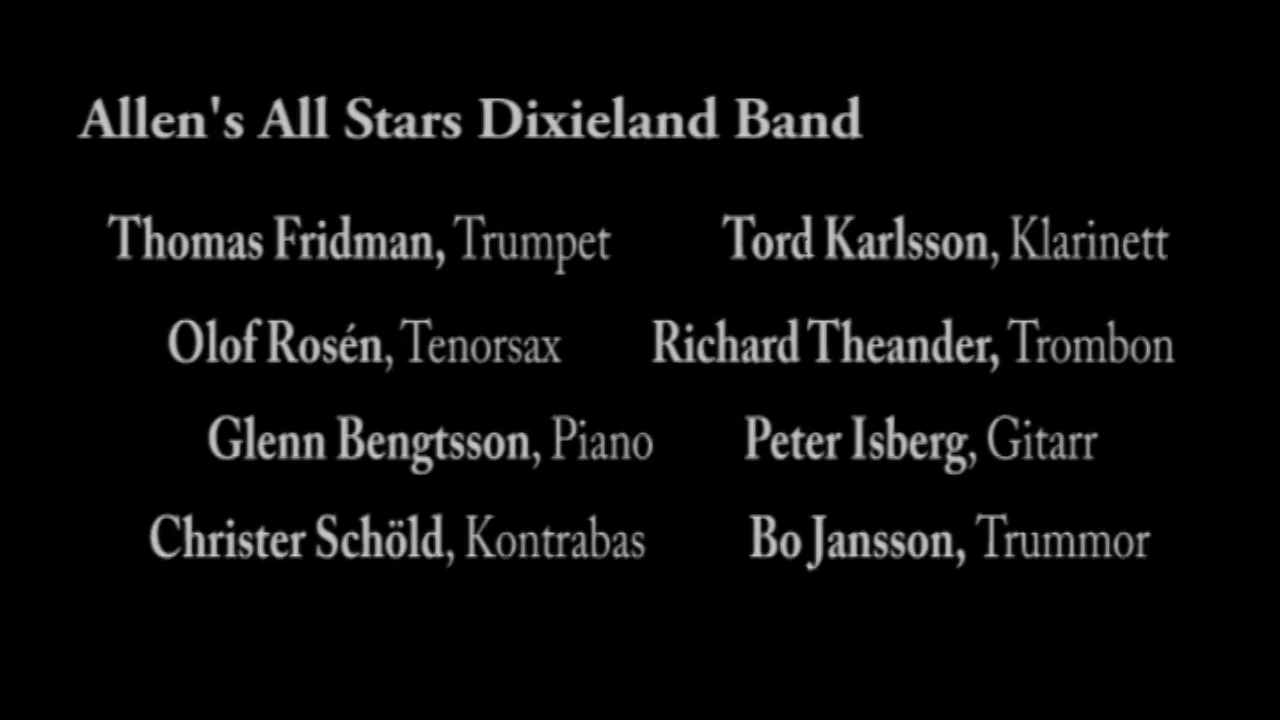 Allen's All Stars Dixieland Band
Thomas Fridman, Trumpet Tord Karlsson, Klarinett
Olof Rosén, Tenorsax Richard Theander, Trombon
Glenn Bengtsson, Piano Peter Isberg, Gitarr
Christer Schöld, Kontrabas Bo Jansson, Trummor